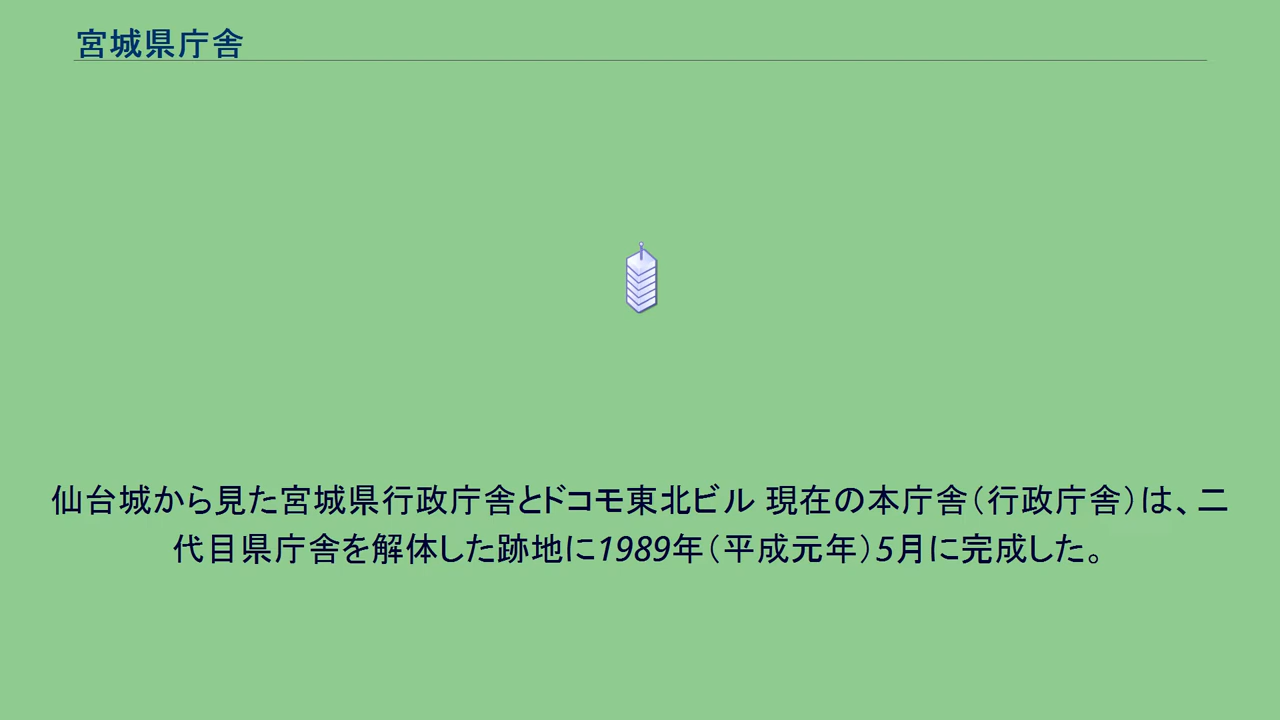 宮城県庁舎
仙台城から見た宮城県行政庁舎とドコモ東北ビル 現在の本庁舎（行政庁舎）は、二
代目県庁舎を解体した跡地に1989年（平成元年）5月に完成した。